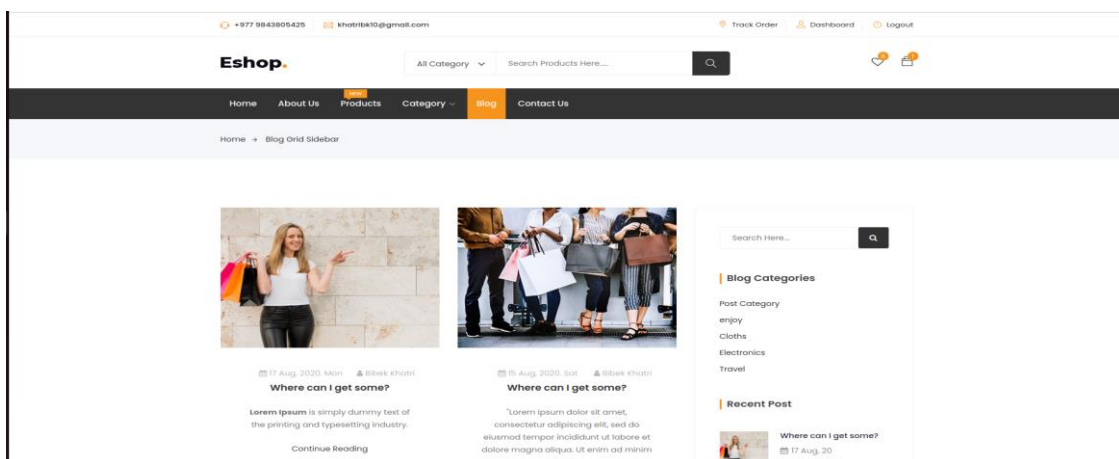 +977 9843805425 khatribk10@gmail.com Track Order Dashboard Logout
Eshop.
All Category Search Products Here.....
0 1
NEW
Home About Us Products Category Blog Contact Us
Home → Blog Grid Sidebar
17 Aug, 2020. Mon Bibek Khatri
Where can I get some?
Lorem Ipsum is simply dummy text of
the printing and typesetting industry.
Continue Reading
15 Aug, 2020. Sat Bibek Khatri
Where can I get some?
"Lorem ipsum dolor sit amet,
consectetur adipiscing elit, sed do
eiusmod tempor incididunt ut labore et
dolore magna aliqua. Ut enim ad minim
Search Here...
Blog Categories
Post Category
enjoy
Cloths
Electronics
Travel
Recent Post
Where can I get some?
17 Aug, 20